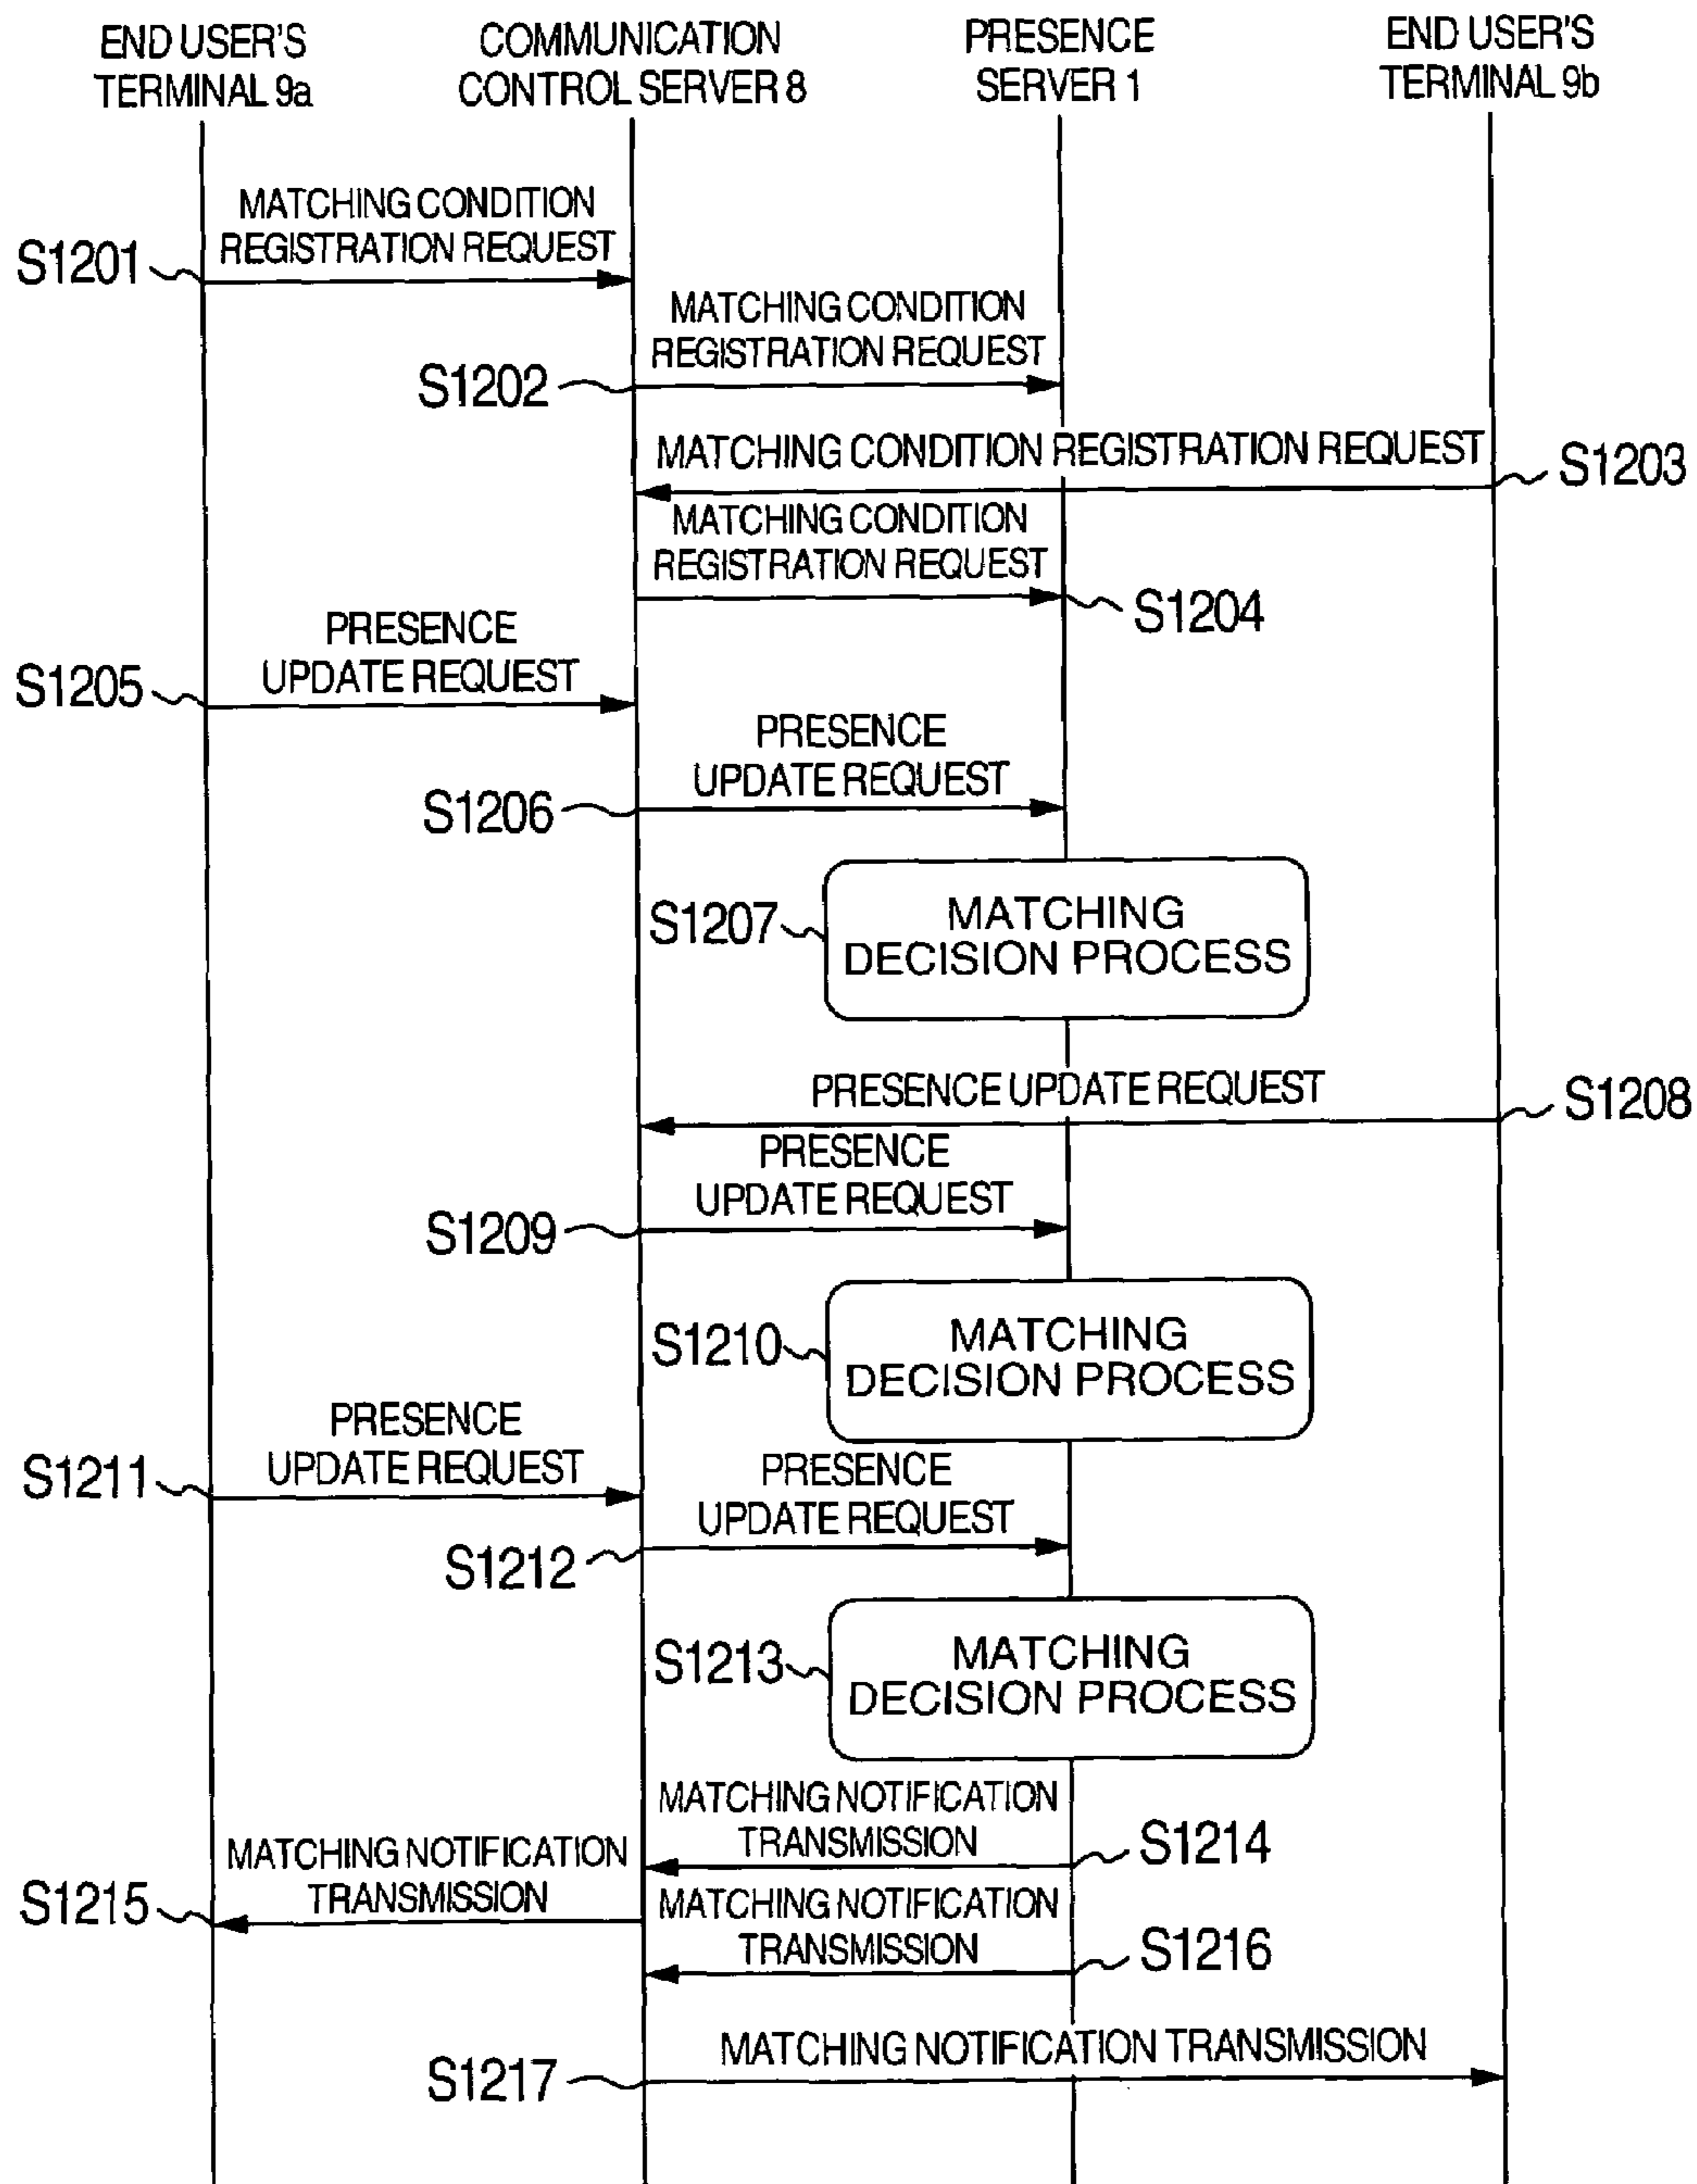 END USER'S
TERMINAL 9a
COMMUNICATION
CONTROL SERVER 8
PRESENCE
SERVER 1
END USER'S
TERMINAL 9b
MATCHING CONDITION
REGISTRATION REQUEST
S1201
MATCHING CONDITION
REGISTRATION REQUEST
S1202
MATCHING CONDITION REGISTRATION REQUEST
S1203
MATCHING CONDITION
REGISTRATION REQUEST
S1204
PRESENCE
UPDATE REQUEST
S1205
PRESENCE
UPDATE REQUEST
S1206
S1207
MATCHING
DECISION PROCESS
PRESENCE UPDATE REQUEST
S1208
PRESENCE
UPDATE REQUEST
S1209
S1210
MATCHING
DECISION PROCESS
PRESENCE
UPDATE REQUEST
S1211
PRESENCE
UPDATE REQUEST
S1212
S1213
MATCHING
DECISION PROCESS
MATCHING NOTIFICATION
TRANSMISSION
S1214
MATCHING NOTIFICATION
TRANSMISSION
S1215
MATCHING NOTIFICATION
TRANSMISSION
S1216
MATCHING NOTIFICATION TRANSMISSION
S1217